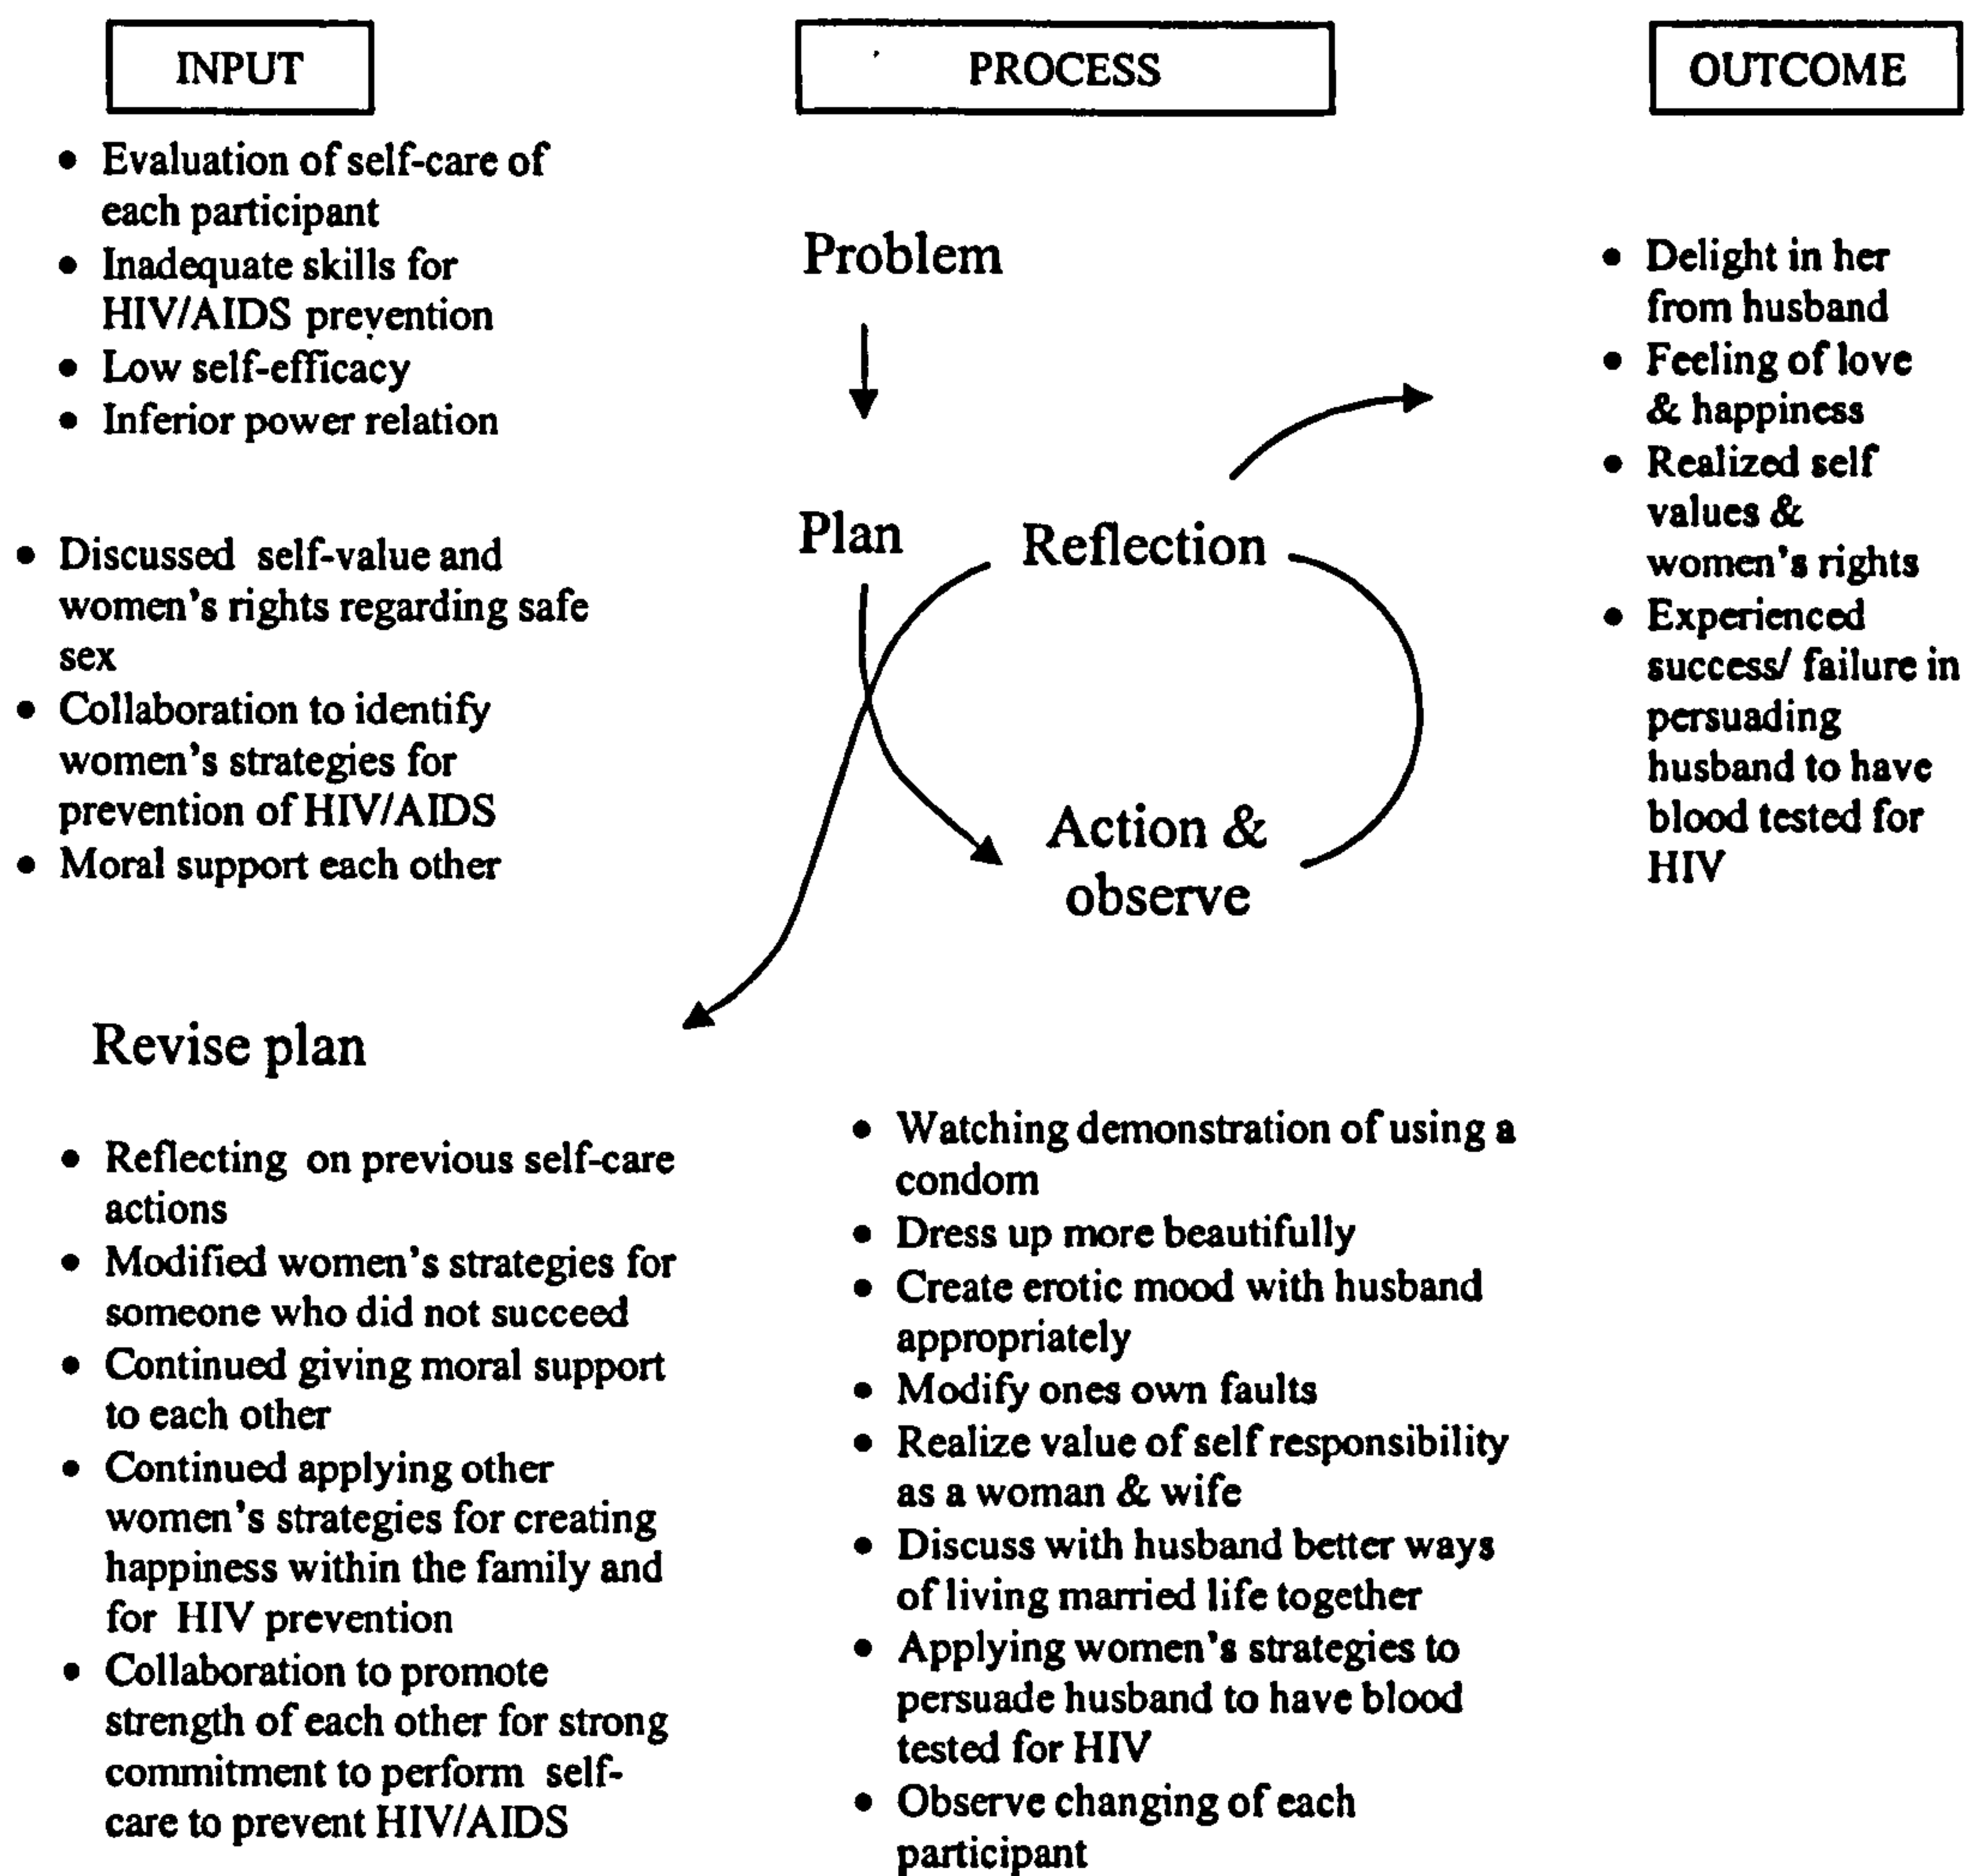 INPUT
PROCESS
OUTCOME
• Evaluation of self-care of
each participant
• Inadequate skills for
HIV/AIDS prevention
• Low self-efficacy
• Inferior power relation
• Discussed self-value and
women's rights regarding safe
sex
• Collaboration to identify
women's strategies for
prevention of HIV/AIDS
• Moral support each other
Problem
Plan
Reflection
Action &
observe
• Delight in her
from husband
• Feeling of love
& happiness
• Realized self
values &
women's rights
• Experienced
success/ failure in
persuading
husband to have
blood tested for
HIV
Revise plan
• Reflecting on previous self-care
actions
• Modified women's strategies for
someone who did not succeed
• Continued giving moral support
to each other
• Continued applying other
women's strategies for creating
happiness within the family and
for HIV prevention
• Collaboration to promote
strength of each other for strong
commitment to perform self-
care to prevent HIV/AIDS
• Watching demonstration of using a
condom
• Dress up more beautifully
• Create erotic mood with husband
appropriately
• Modify ones own faults
• Realize value of self responsibility
as a woman & wife
• Discuss with husband better ways
of living married life together
• Applying women's strategies to
persuade husband to have blood
tested for HIV
• Observe changing of each
participant